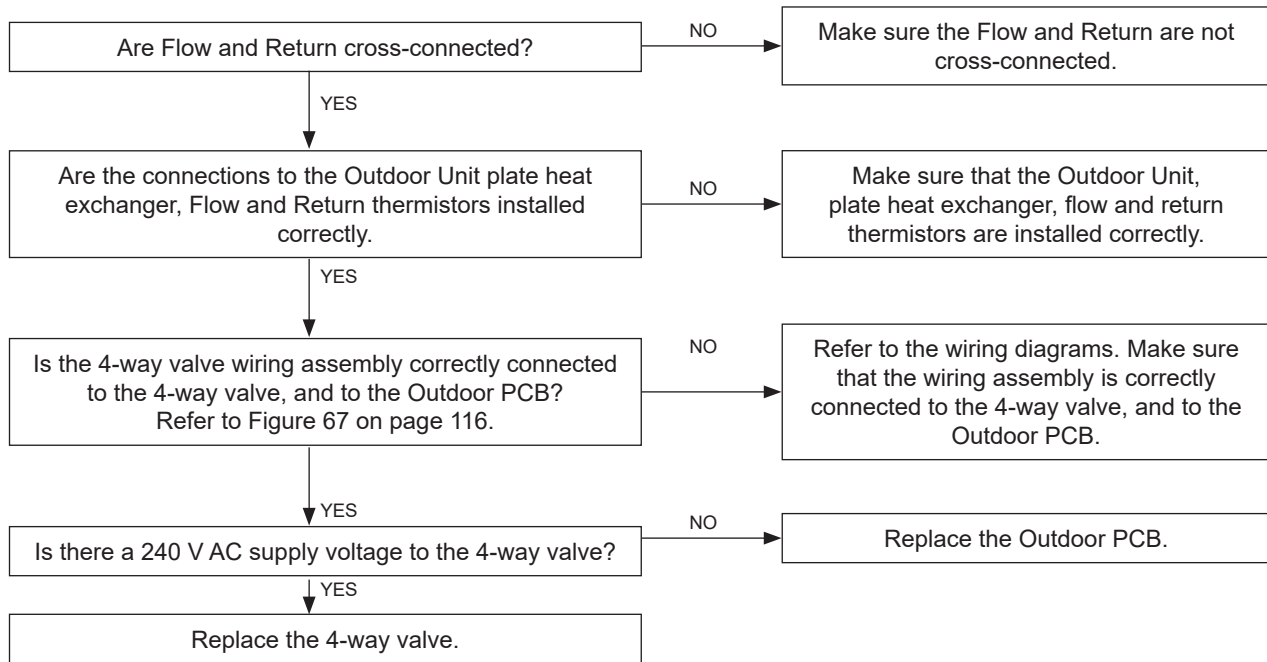 Are Flow and Return cross-connected?
NO
Make sure the Flow and Return are not
cross-connected.
YES
Are the connections to the Outdoor Unit plate heat
exchanger, Flow and Return thermistors installed
correctly.
NO
Make sure that the Outdoor Unit,
plate heat exchanger, flow and return
thermistors are installed correctly.
YES
Is the 4-way valve wiring assembly correctly connected
to the 4-way valve, and to the Outdoor PCB?
Refer to Figure 67 on page 116.
NO
Refer to the wiring diagrams. Make sure
that the wiring assembly is correctly
connected to the 4-way valve, and to the
Outdoor PCB.
YES
Is there a 240 V AC supply voltage to the 4-way valve?
NO
Replace the Outdoor PCB.
YES
Replace the 4-way valve.